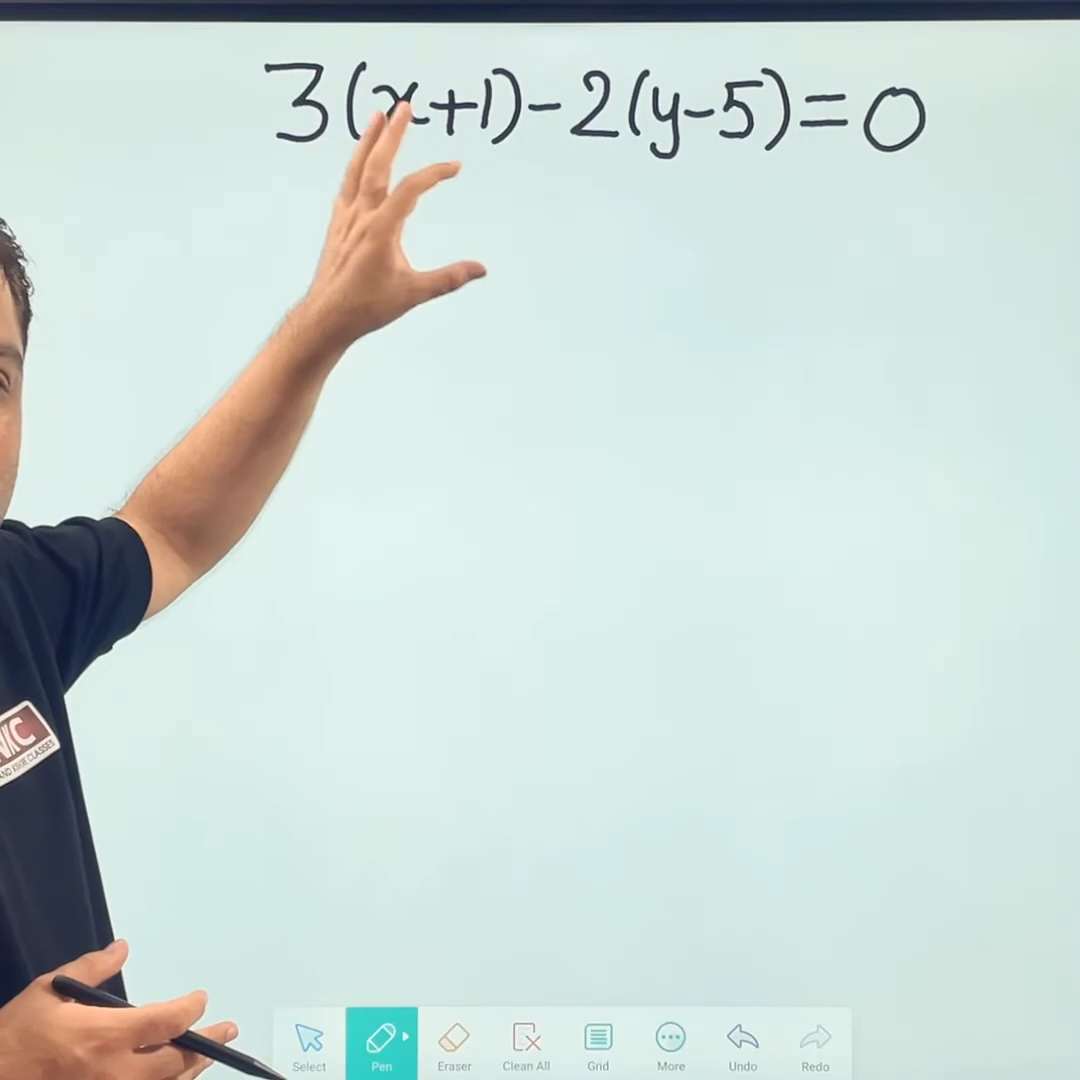 3(x+1)-2(y-5)=0
Select Pen Eraser Clean All Grid More Undo Redo